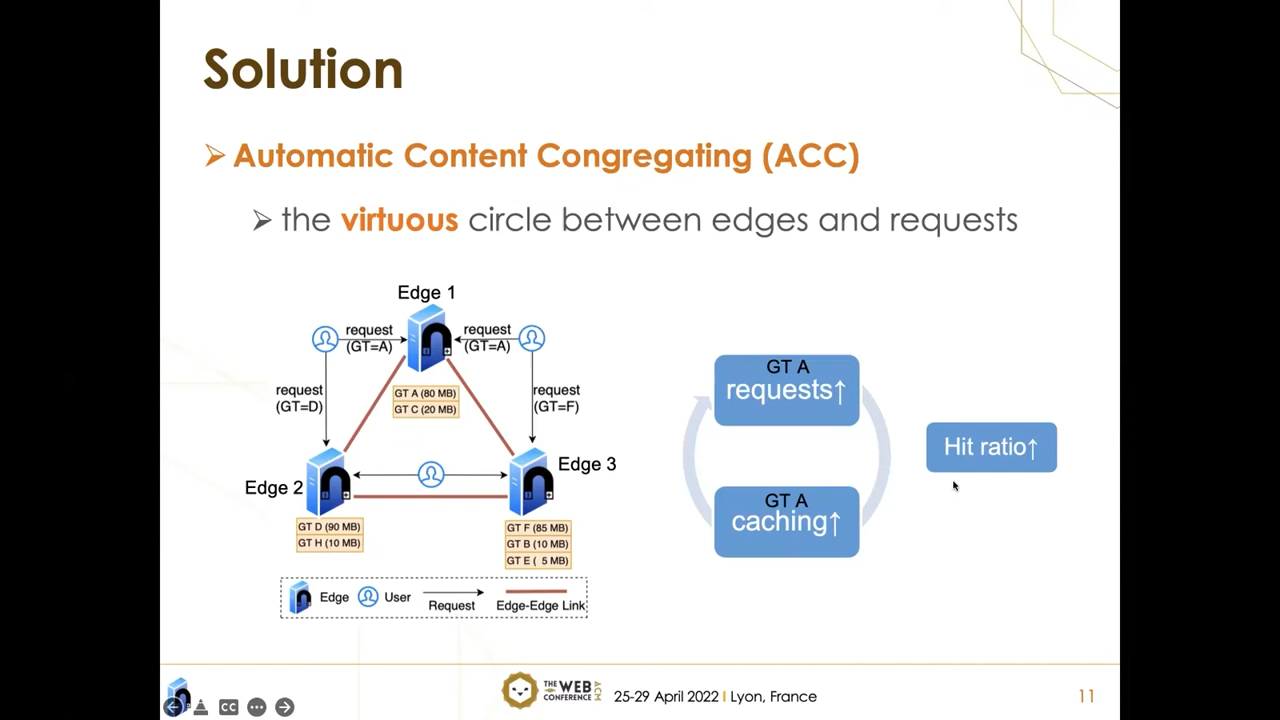 Solution
Automatic Content Congregating (ACC)
the virtuous circle between edges and requests
Edge 1
request
(GT=A)
request
(GT=A)
request
(GT=D)
request
(GT=F)
GT A (80 MB)
GT C (20 MB)
Edge 2
Edge 3
GT D (90 MB)
GT H (10 MB)
GT F (85 MB)
GT B (10 MB)
GT E ( 5 MB)
Edge
User
Request
Edge-Edge Link
GT A
requests↑
GT A
caching↑
Hit ratio↑
THE WEB
CONFERENCE
ACM
25-29 April 2022 I Lyon, France
11
CC